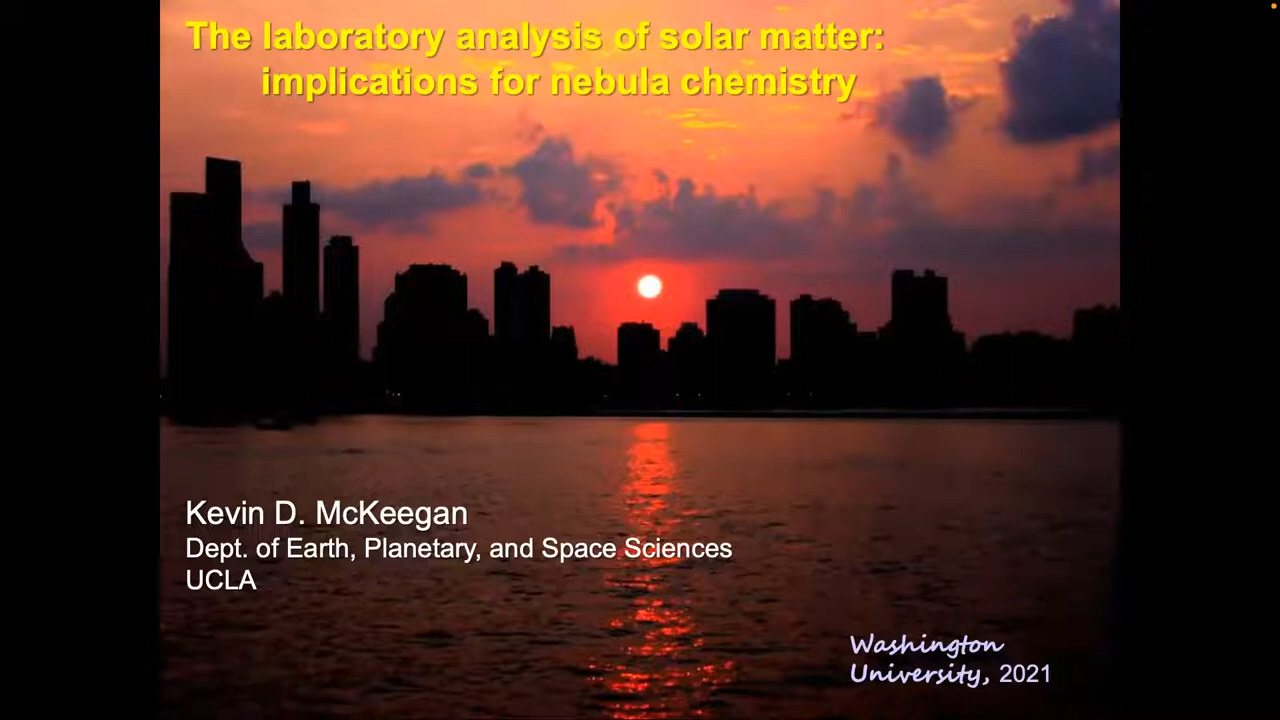 The laboratory analysis of solar matter:
implications for nebula chemistry
Kevin D. McKeegan
Dept. of Earth, Planetary, and Space Sciences
UCLA
Washington
University, 2021